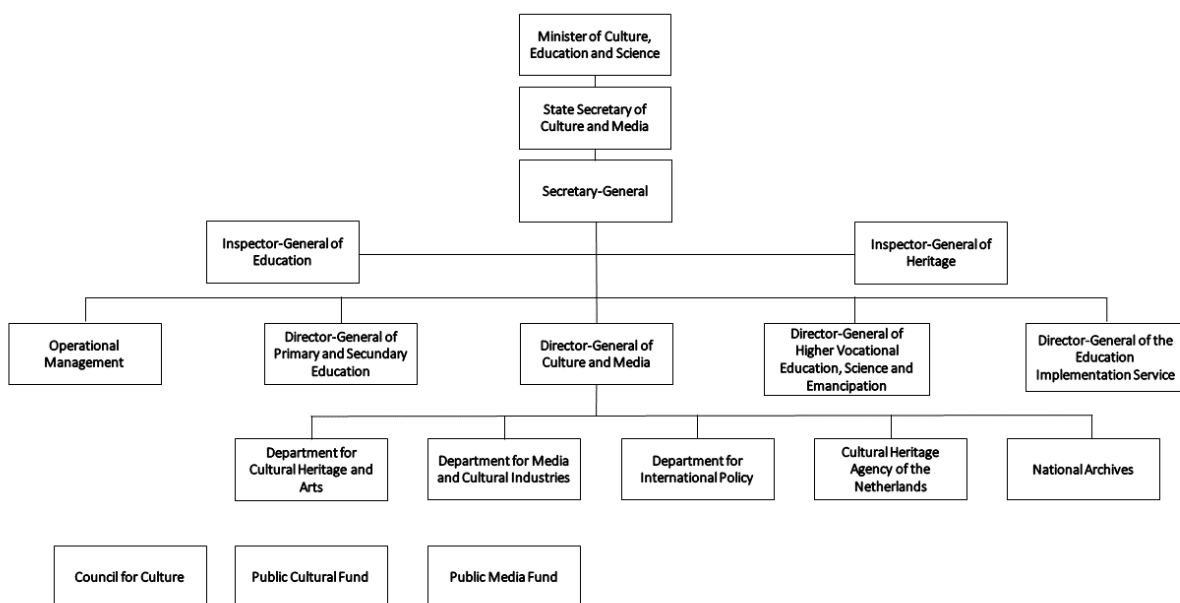 Minister of Culture,
Education and Science
State Secretary of
Culture and Media
Secretary-General
Inspector-General of
Education
Inspector-General of
Heritage
Operational
Management
Director-General of
Primary and Secundary
Education
Director-General of
Culture and Media
Director-General of
Higher Vocational
Education, Science and
Emancipation
Director-General of the
Education
Implementation Service
Department for
Cultural Heritage and
Arts
Department for Media
and Cultural Industries
Department for
International Policy
Cultural Heritage
Agency of the
Netherlands
National Archives
Council for Culture
Public Cultural Fund
Public Media Fund